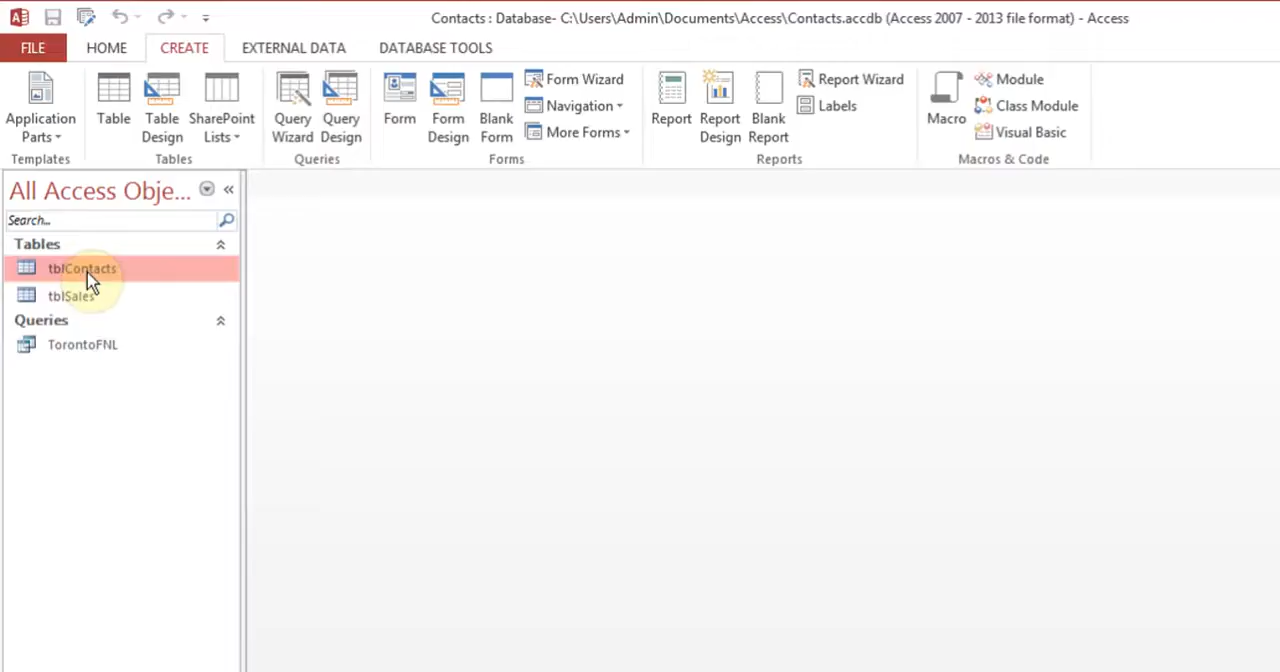 Contacts : Database- C:\Users\Admin\Documents\Access\Contacts.accdb (Access 2007 - 2013 file format) - Access
FILE HOME CREATE EXTERNAL DATA DATABASE TOOLS
Application Parts
Table
Table Design
SharePoint Lists
Query Wizard
Query Design
Form
Form Design
Blank Form
Form Wizard
Navigation
More Forms
Report
Report Design
Blank Report
Report Wizard
Labels
Macro
Module
Class Module
Visual Basic
Templates Tables Queries Forms Reports Macros & Code
All Access Obje...
Search...
Tables
tblContacts
tblSales
Queries
TorontoFNL